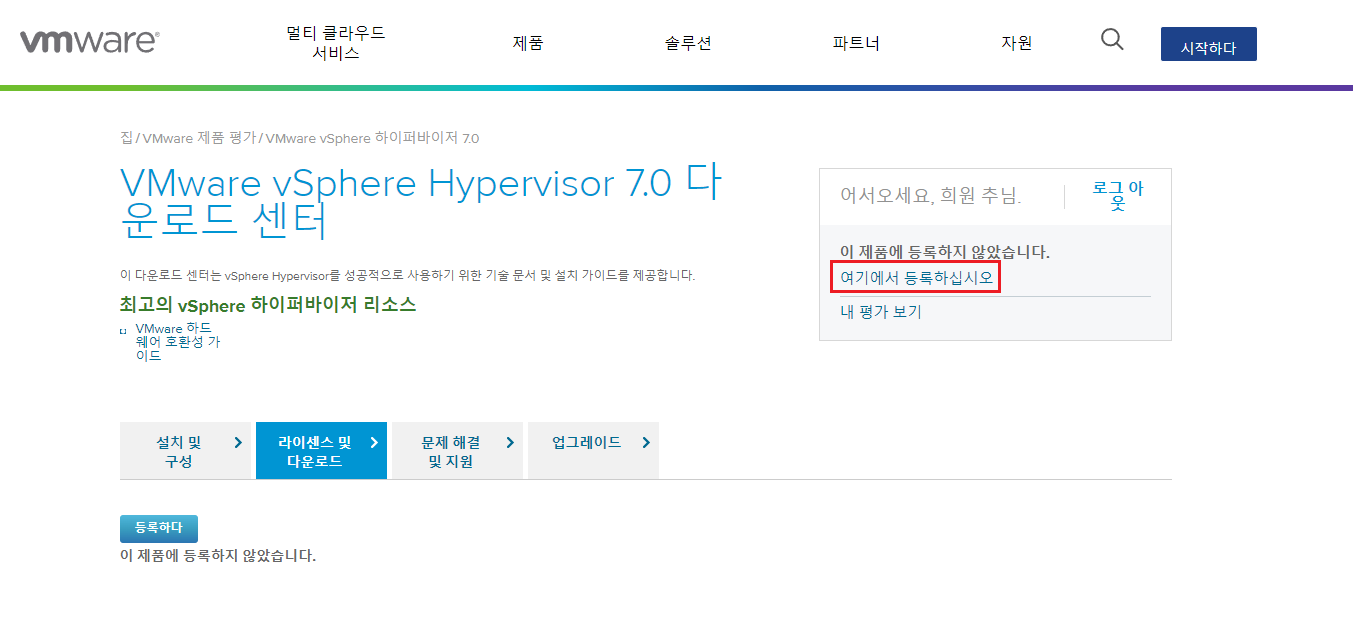 vmware®
멀티 클라우드
서비스
제품
솔루션
파트너
자원
시작하다
집 / VMware 제품 평가 / VMware vSphere 하이퍼바이저 7.0
VMware vSphere Hypervisor 7.0 다
운로드 센터
어서오세요, 희원 추님.
로그 아
웃
이 제품에 등록하지 않았습니다.
여기에서 등록하십시오
내 평가 보기
이 다운로드 센터는 vSphere Hypervisor를 성공적으로 사용하기 위한 기술 문서 및 설치 가이드를 제공합니다.
최고의 vSphere 하이퍼바이저 리소스
VMware 하드
웨어 호환성 가
이드
설치 및
구성
라이센스 및
다운로드
문제 해결
및 지원
업그레이드
등록하다
이 제품에 등록하지 않았습니다.